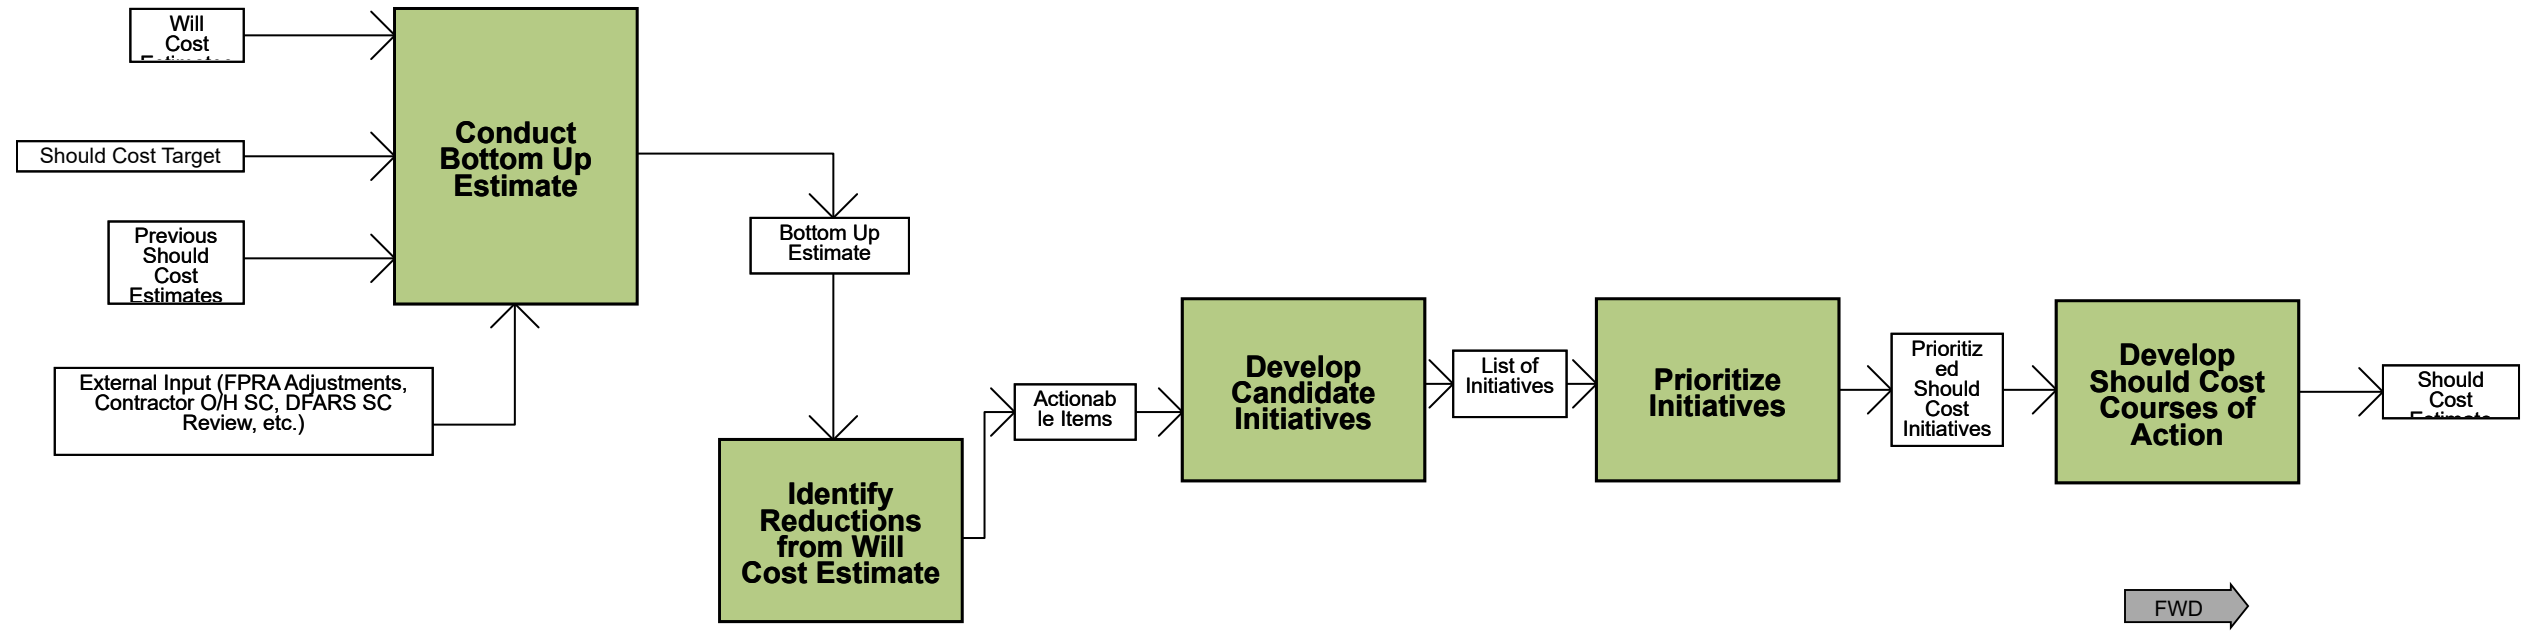 Will
Cost
Estimates
Should Cost Target
Previous
Should
Cost
Estimates
External Input (FPRA Adjustments,
Contractor O/H SC, DFARS SC
Review, etc.)
Conduct
Bottom Up
Estimate
Bottom Up
Estimate
Identify
Reductions
from Will
Cost Estimate
Actionab
le Items
Develop
Candidate
Initiatives
List of
Initiatives
Prioritize
Initiatives
Prioritiz
ed
Should
Cost
Initiatives
Develop
Should Cost
Courses of
Action
Should
Cost
Estimate
FWD